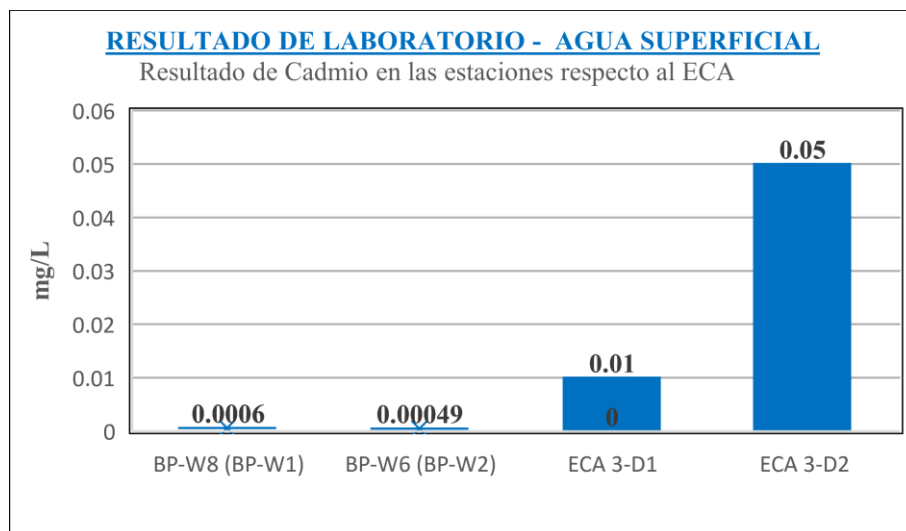 RESULTADO DE LABORATORIO - AGUA SUPERFICIAL
Resultado de Cadmio en las estaciones respecto al ECA
mg/L
0.06
0.05
0.04
0.03
0.02
0.01
0
0.0006
0.00049
0.01
0
0.05
BP-W8 (BP-W1)
BP-W6 (BP-W2)
ECA 3-D1
ECA 3-D2